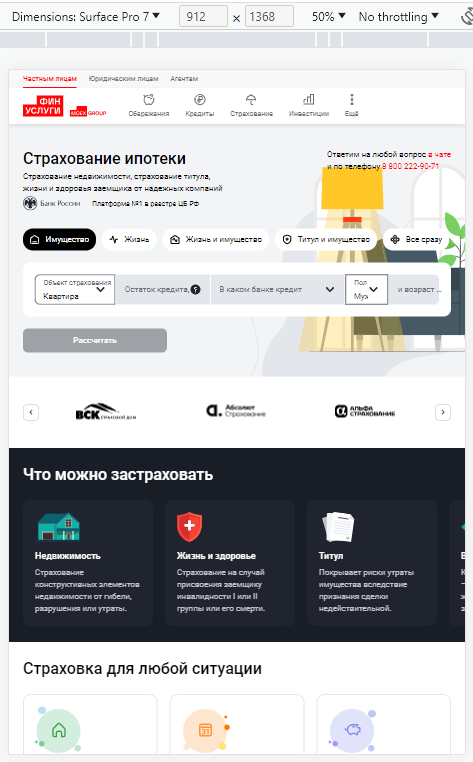 Dimensions: Surface Pro 7 912 × 1368 50% No throttling
Частным лицам Юридическим лицам Агентам
ФИН
УСЛУГИ
MOEX GROUP
Сбережения Кредиты Страхование Инвестиции Ещё
Страхование ипотеки
Страхование недвижимости, страхование титула,
жизни и здоровья заемщика от надежных компаний
Ответим на любой вопрос в чате
и по телефону 8 800 222-90-71
Банк России Платформа №1 в реестре ЦБ РФ
Имущество Жизнь Жизнь и имущество Титул и имущество Все сразу
Объект страхования
Квартира
Остаток кредита, ?
В каком банке кредит
Пол
Муж
и возраст ...
Рассчитать
ВСК СТРАХОВОЙ ДОМ
Абсолют
Страхование
АЛЬФА
СТРАХОВАНИЕ
Что можно застраховать
Недвижимость
Страхование
конструктивных элементов
недвижимости от гибели,
разрушения или утраты.
Жизнь и здоровье
Страхование на случай
присвоения заемщику
инвалидности I или II
группы или его смерти.
Титул
Покрывает риски утраты
имущества вследствие
признания сделки
недействительной.
Страховка для любой ситуации
31